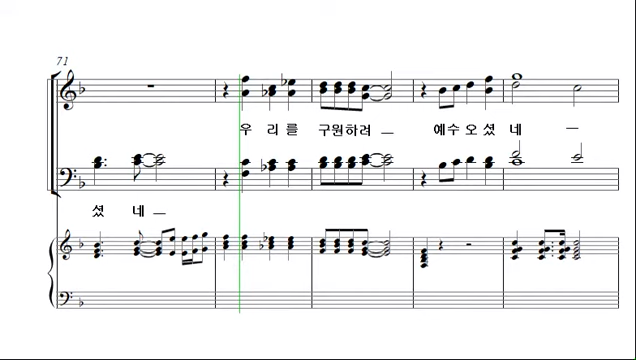 71
우 리 를 구원하려 예수 오 셨 네
셨 네